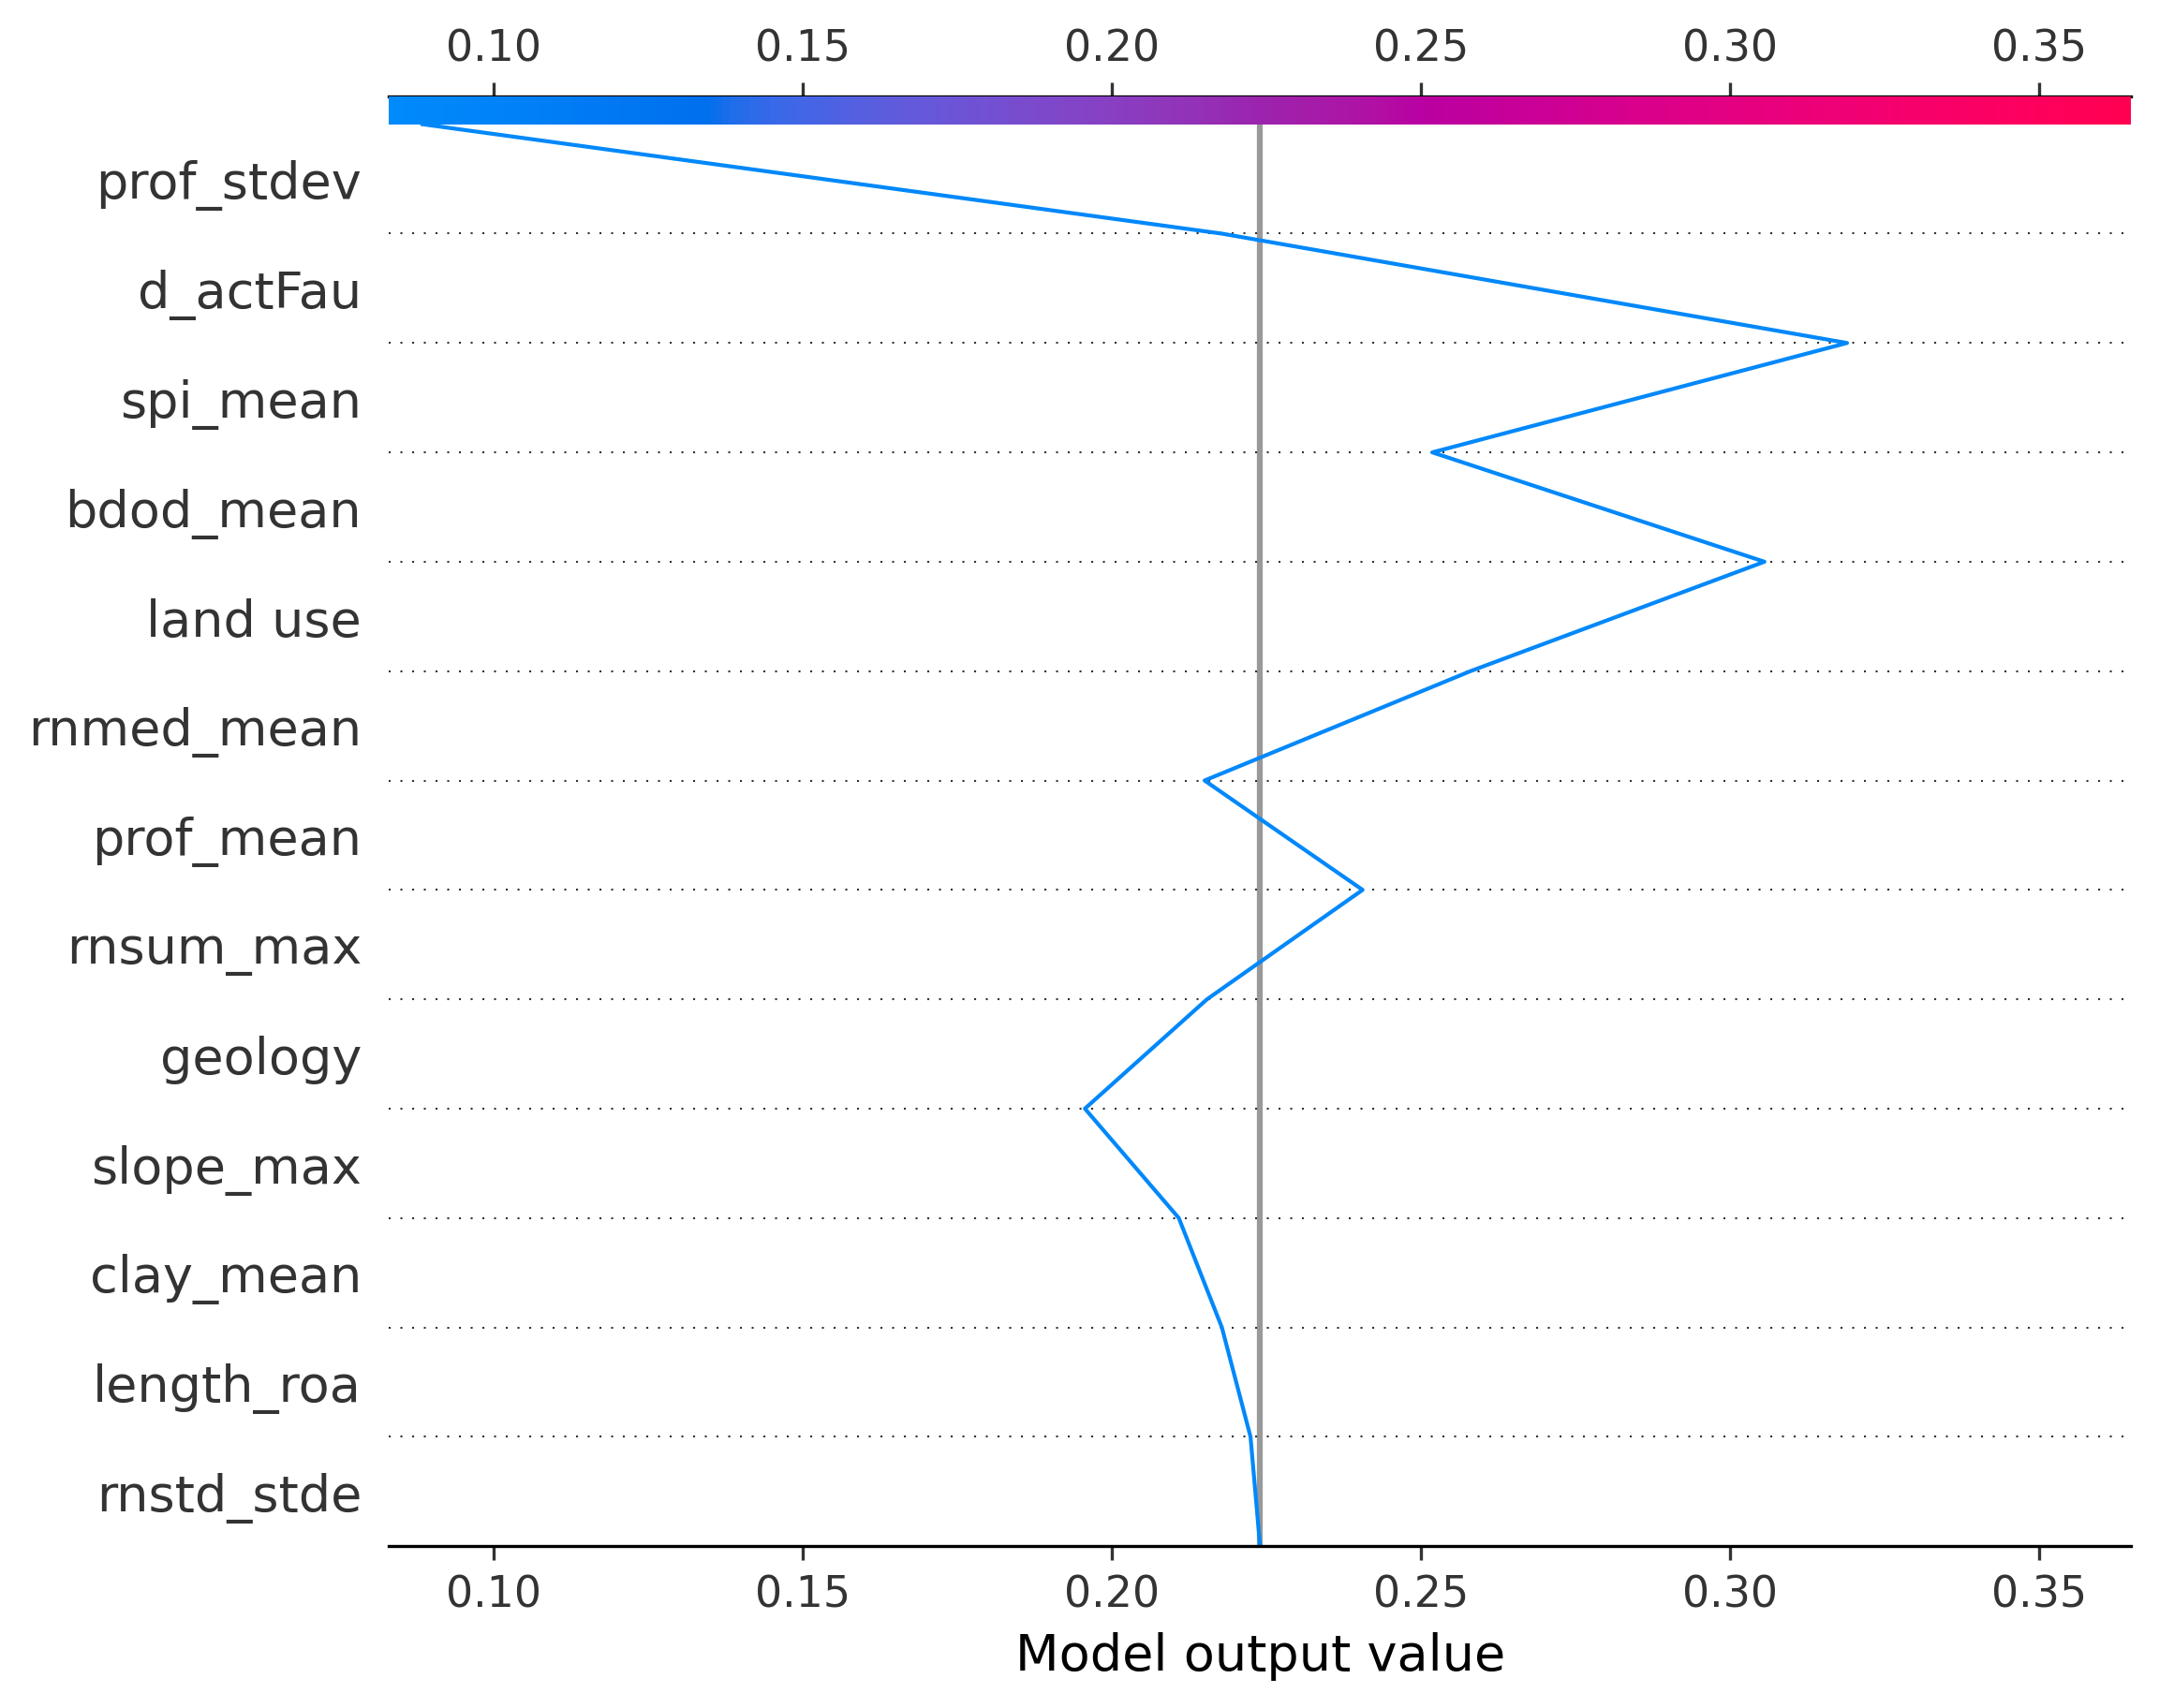 0.10 0.15 0.20 0.25 0.30 0.35
prof_stdev
d_actFau
spi_mean
bdod_mean
land use
rnmed_mean
prof_mean
rnsum_max
geology
slope_max
clay_mean
length_roa
rnstd_stde
0.10 0.15 0.20 0.25 0.30 0.35
Model output value